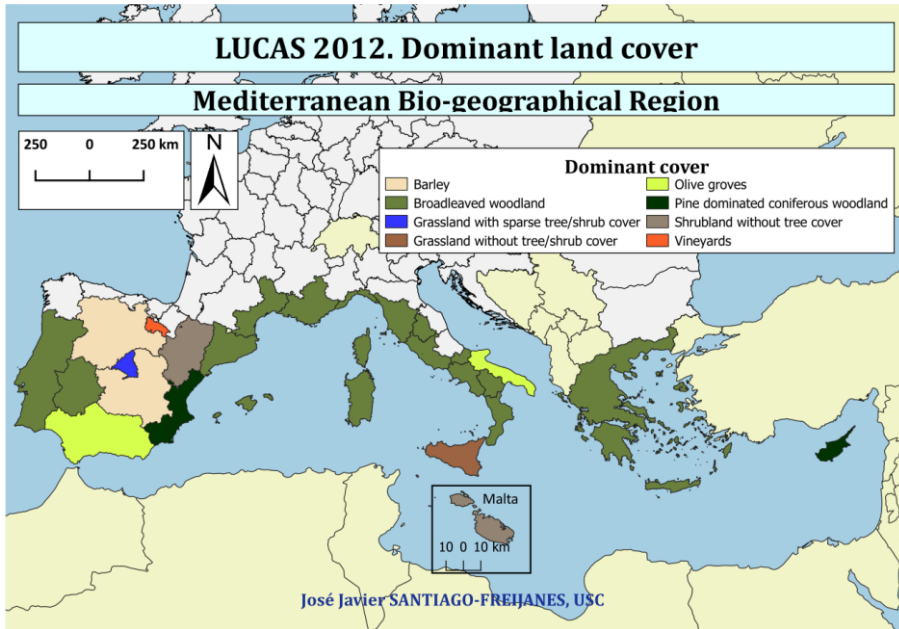 LUCAS 2012. Dominant land cover
Mediterranean Bio-geographical Region
250 0 250 km
N
Dominant cover
Barley
Broadleaved woodland
Grassland with sparse tree/shrub cover
Grassland without tree/shrub cover
Olive groves
Pine dominated coniferous woodland
Shrubland without tree cover
Vineyards
Malta
10 0 10 km
José Javier SANTIAGO-FREIJANES, USC